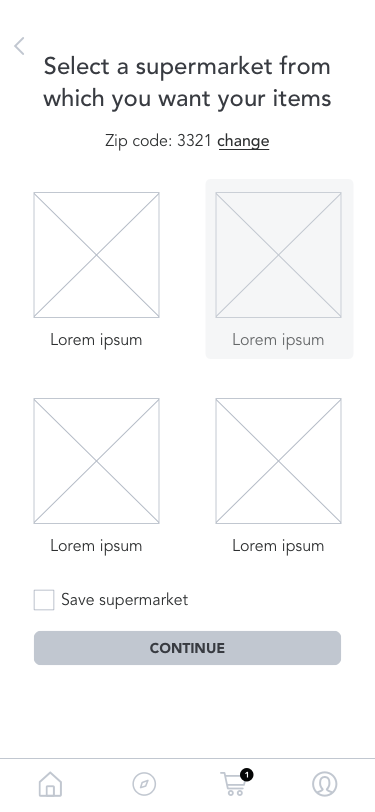 Select a supermarket from
which you want your items
Zip code: 3321 change
Lorem ipsum
Lorem ipsum
Lorem ipsum
Lorem ipsum
Save supermarket
CONTINUE
1